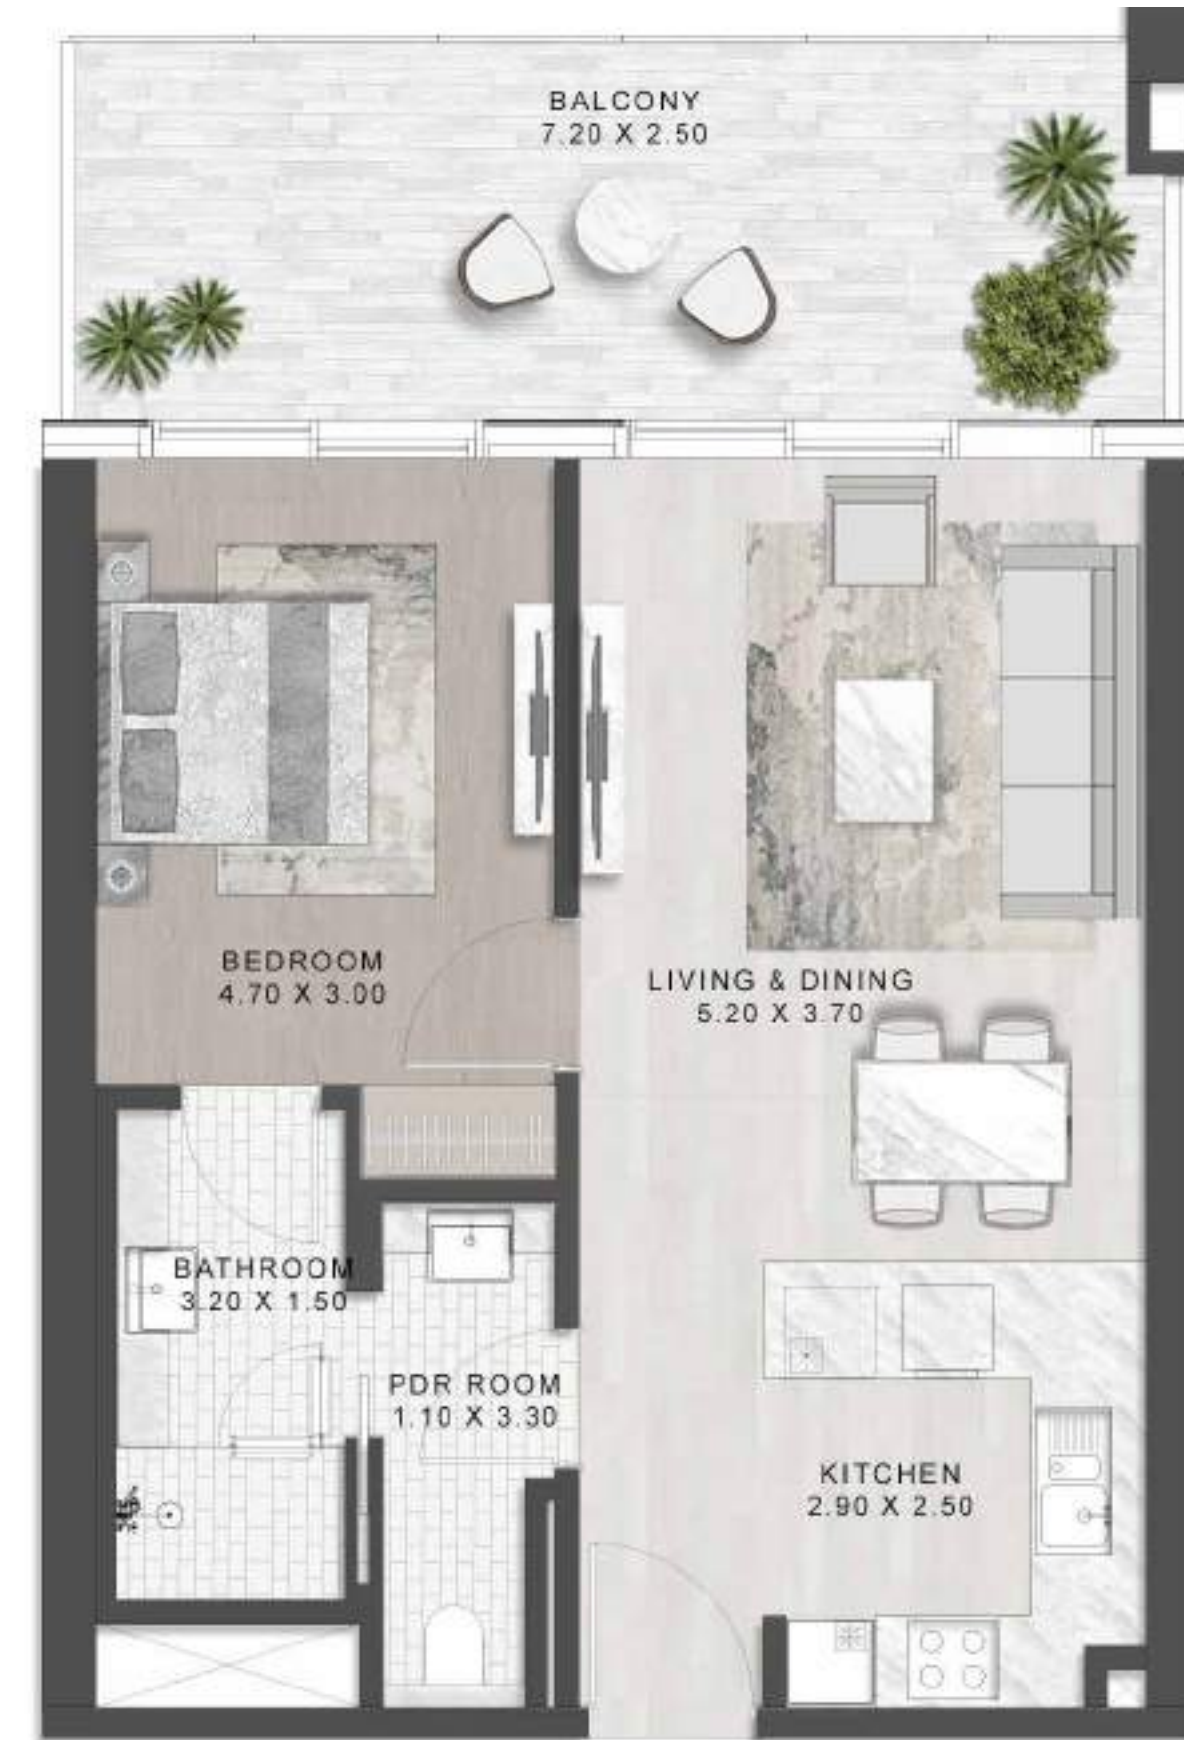 BALCONY
7.20 X 2.50
BEDROOM
4.70 X 3.00
LIVING & DINING
5.20 X 3.70
BATHROOM
3.20 X 1.50
PDR ROOM
1.10 X 3.30
KITCHEN
2.90 X 2.50